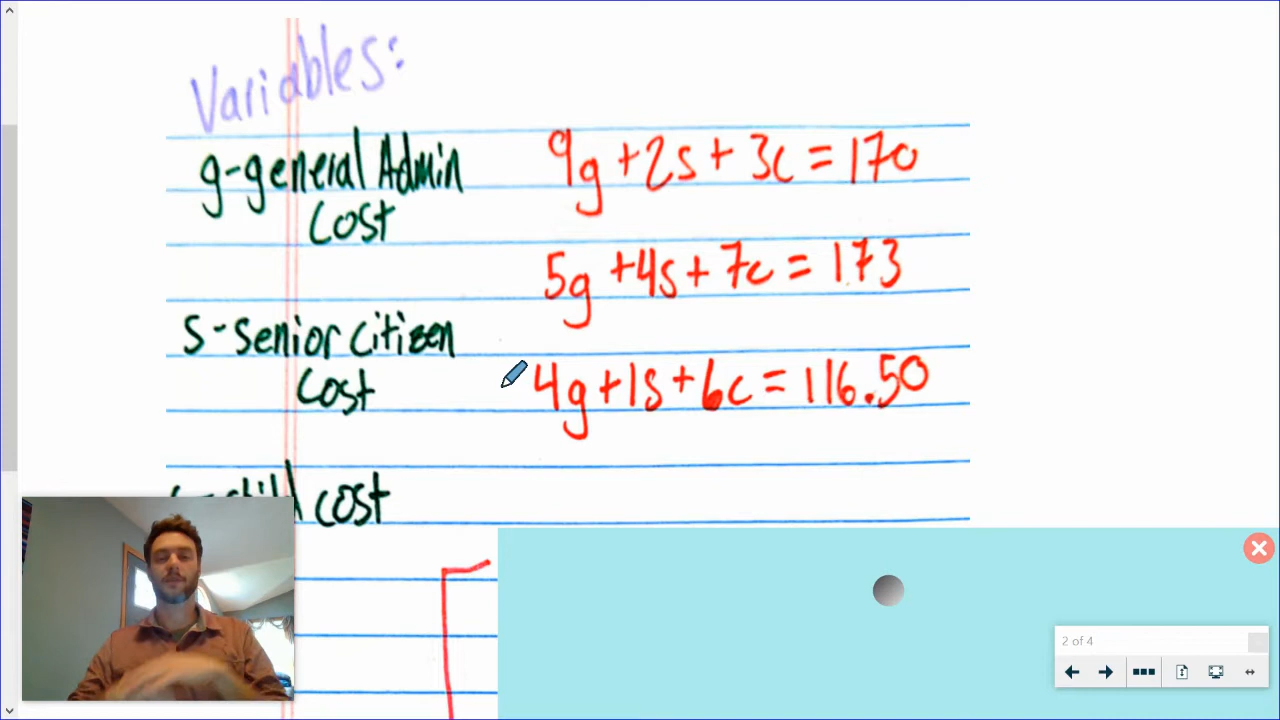 Variables:
g-general Admin
Cost
9g+2s+3c=170
5g+4s+7c=173
s-senior citizen
cost
4g+1s+6c=116.50
cost
2 of 4